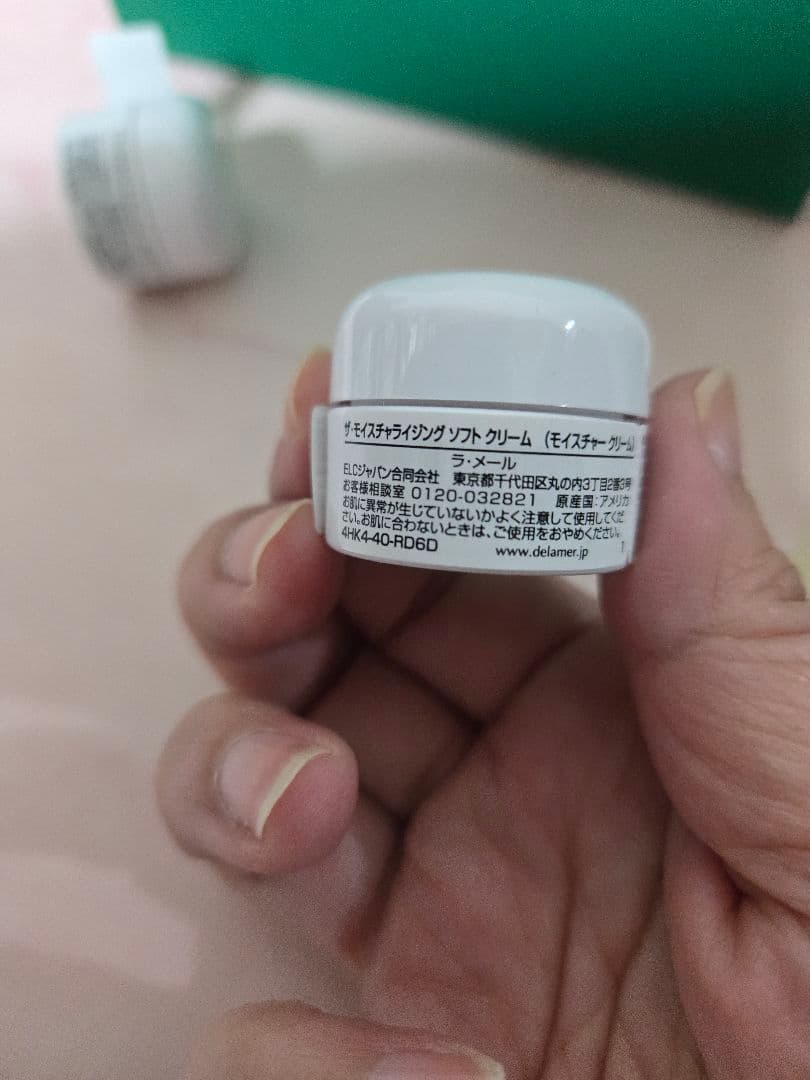 ザ・モイスチャライジング ソフト クリーム （モイスチャー クリーム）
ラ・メール
ELCジャパン合同会社　東京都千代田区丸の内3丁目2番3号
お客様相談室 0120-032821　原産国：アメリカ
お肌に異常が生じていないかよく注意して使用してくだ
さい。お肌に合わないときは、ご使用をおやめください。
4HK4-40-RD6D　www.delamer.jp